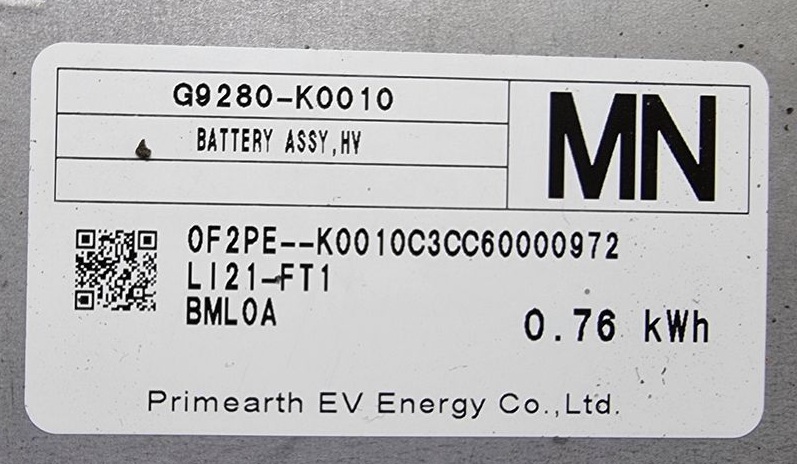 G9280-K0010
MN
BATTERY ASSY,HV
0F2PE--K0010C3CC60000972
LI21-FT1
BML0A
0.76 kWh
Primearth EV Energy Co.,Ltd.